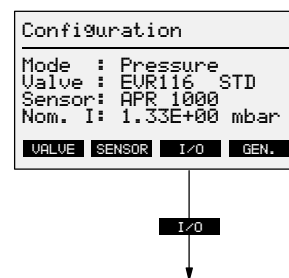 Configuration
Mode : Pressure
Valve : EVR116 STD
Sensor: APR 1000
Nom. I: 1.33E+00 mbar
VALVE SENSOR I/O GEN.
I/O